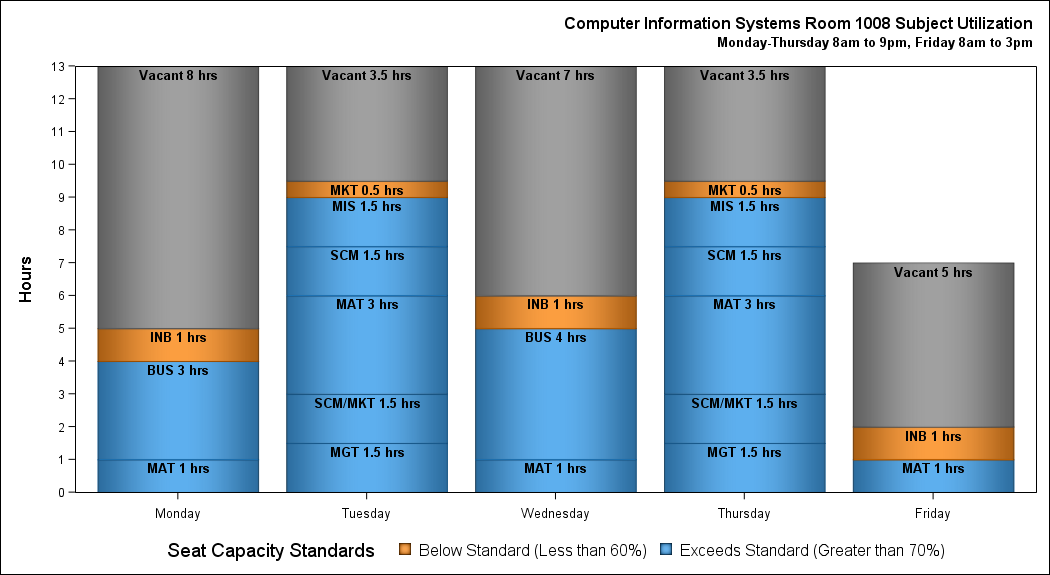 Computer Information Systems Room 1008 Subject Utilization
Monday-Thursday 8am to 9pm, Friday 8am to 3pm
Hours
13
12
11
10
9
8
7
6
5
4
3
2
1
0
Vacant 8 hrs
INB 1 hrs
BUS 3 hrs
MAT 1 hrs
Vacant 3.5 hrs
MKT 0.5 hrs
MIS 1.5 hrs
SCM 1.5 hrs
MAT 3 hrs
SCM/MKT 1.5 hrs
MGT 1.5 hrs
Vacant 7 hrs
INB 1 hrs
BUS 4 hrs
MAT 1 hrs
Vacant 3.5 hrs
MKT 0.5 hrs
MIS 1.5 hrs
SCM 1.5 hrs
MAT 3 hrs
SCM/MKT 1.5 hrs
MGT 1.5 hrs
Vacant 5 hrs
INB 1 hrs
MAT 1 hrs
Monday Tuesday Wednesday Thursday Friday
Seat Capacity Standards Below Standard (Less than 60%) Exceeds Standard (Greater than 70%)